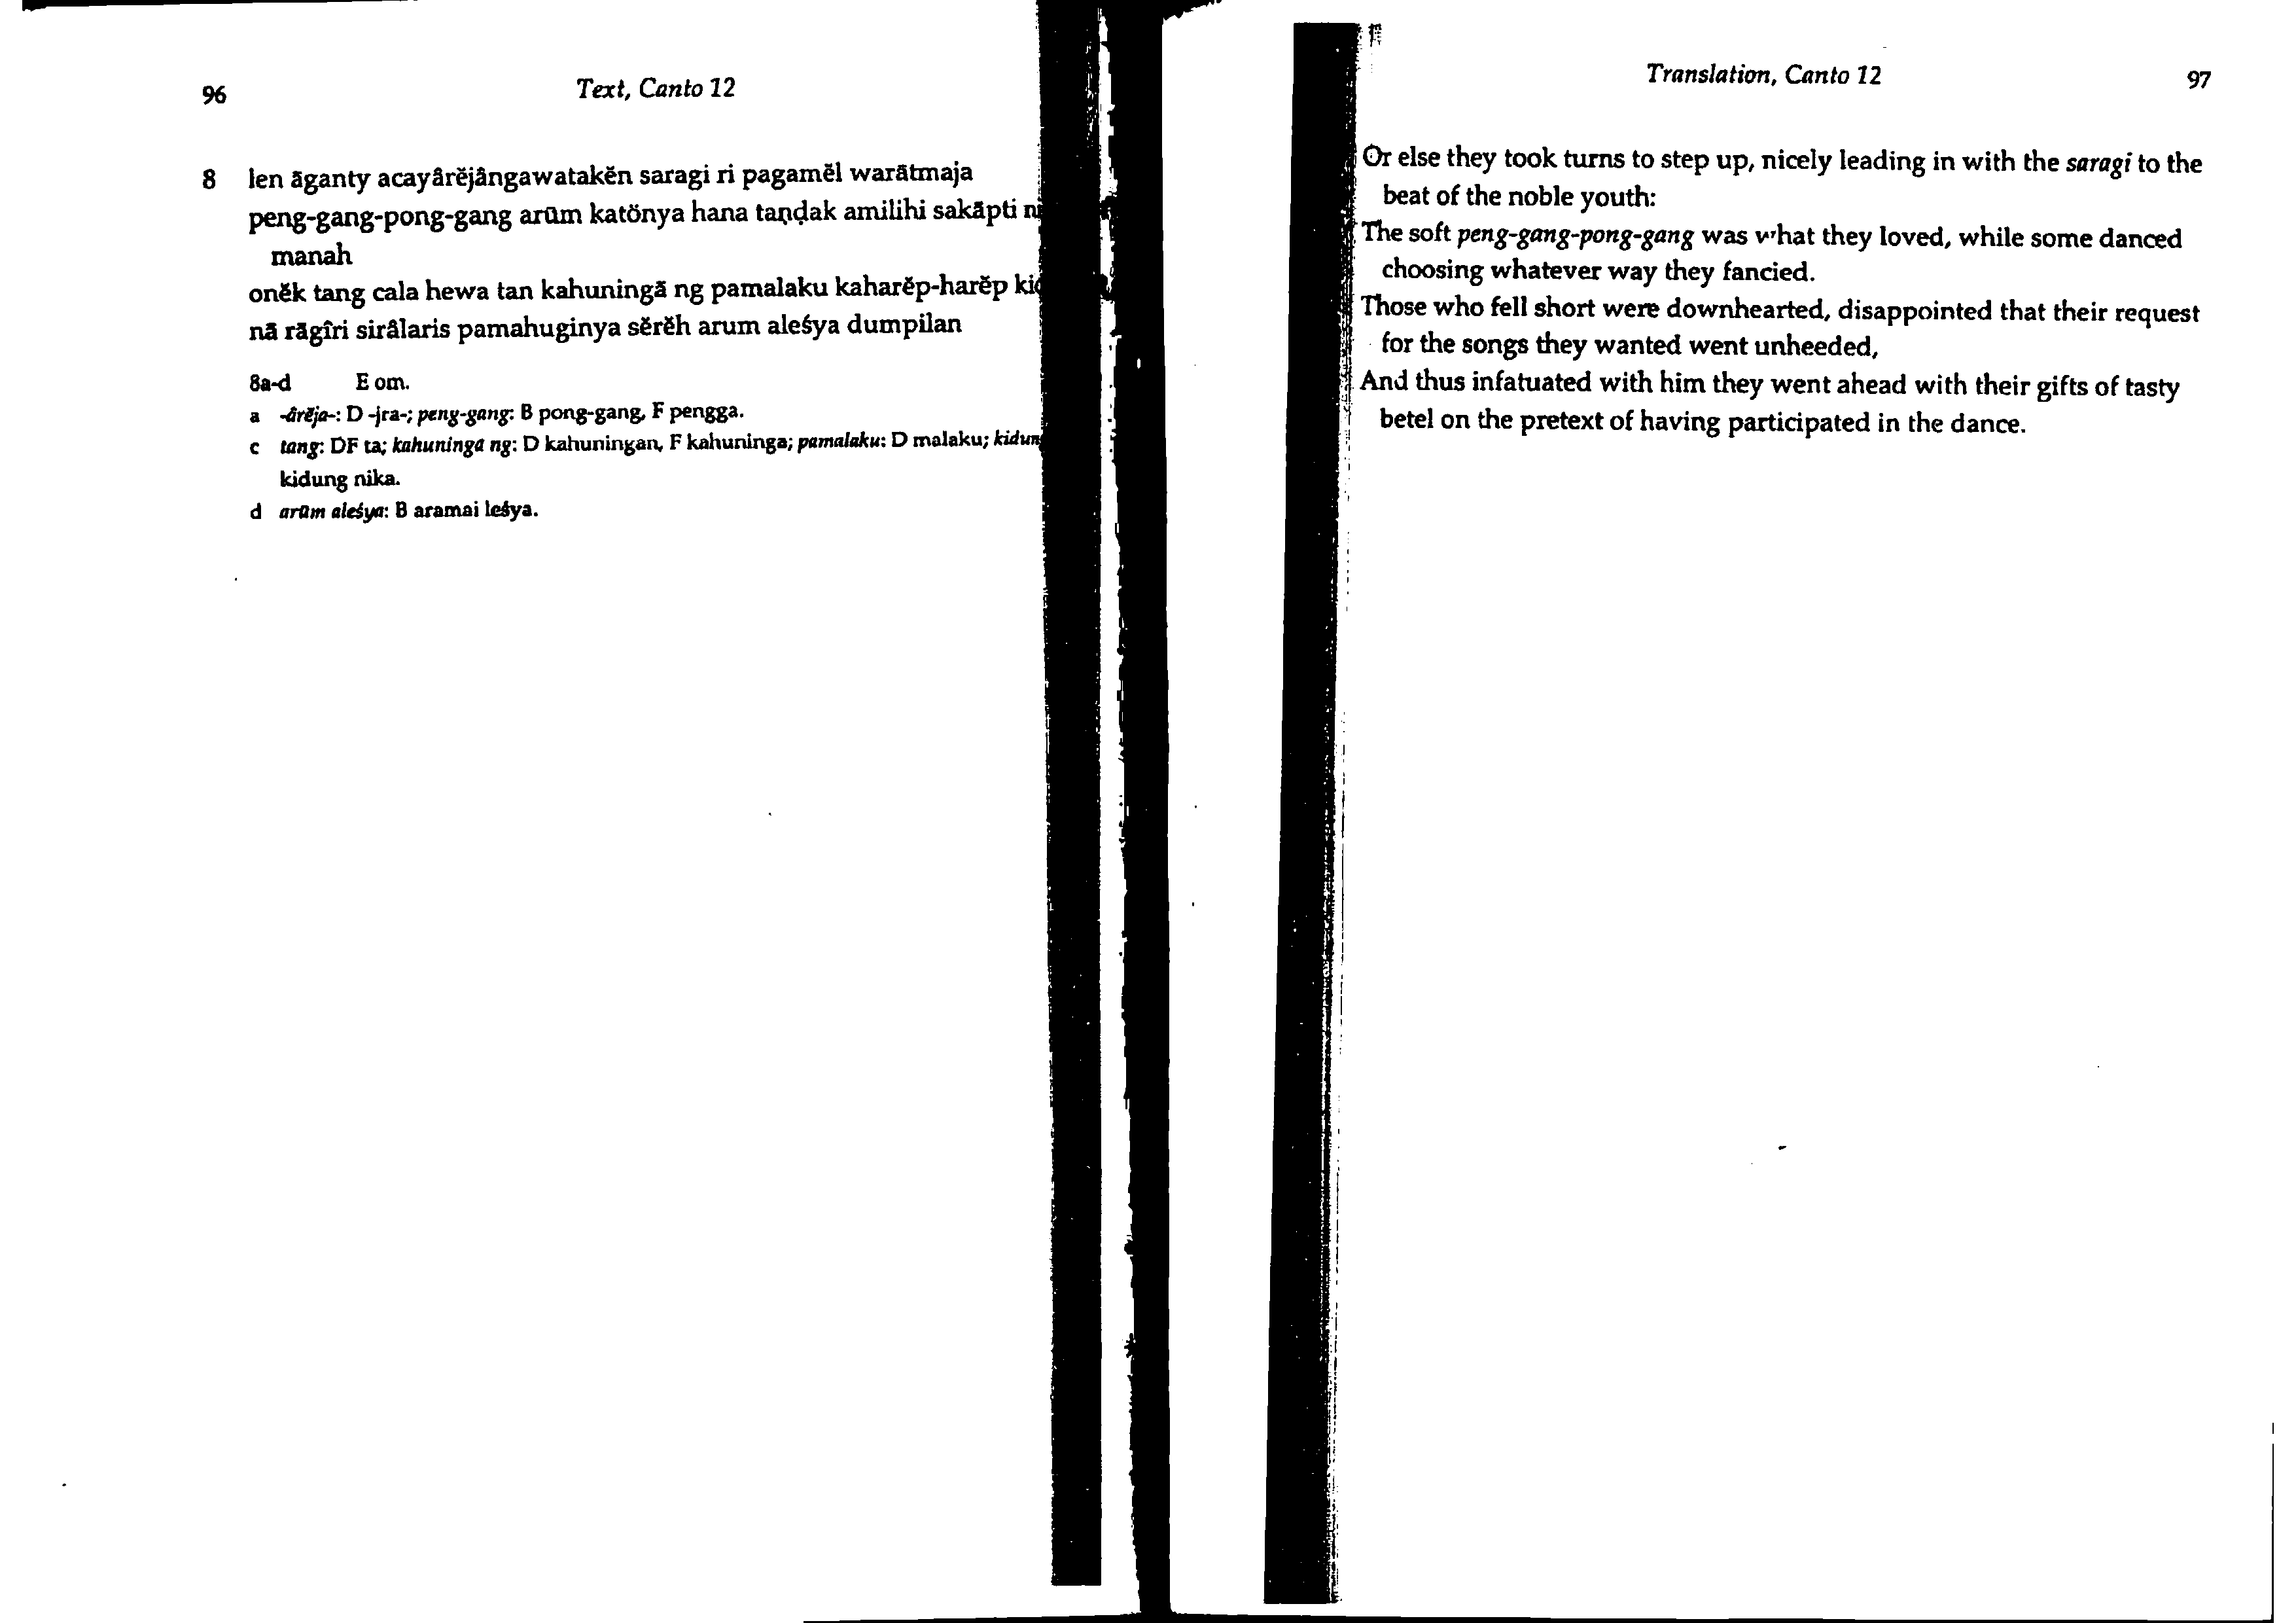 96
Text, Canto 12
8 len āganty acayârĕjângawatakĕn saragi ri pagamĕl warātmaja
peng-gang-pong-gang arūm katönya hana taṇḍak amilihi sakāpti
manah
onĕk tang cala hewa tan kahuningā ng pamalaku kaharĕp-harĕp
nā rāgîri sirâlaris pamahuginya sĕrĕh arum aleśya dumpilan
8a-d E om.
a -ârĕja-: D -jra-; peng-gang: B pong-gang, F pengga.
c tang: DF ta; kahuninga ng: D kahuningan, F kahuninga; pamalaku: D malaku;
kidung nika.
d arūm aleśya: B aramai leśya.
Translation, Canto 12
97
Or else they took turns to step up, nicely leading in with the saragi to the
beat of the noble youth:
The soft peng-gang-pong-gang was what they loved, while some danced
choosing whatever way they fancied.
Those who fell short were downhearted, disappointed that their request
for the songs they wanted went unheeded,
And thus infatuated with him they went ahead with their gifts of tasty
betel on the pretext of having participated in the dance.